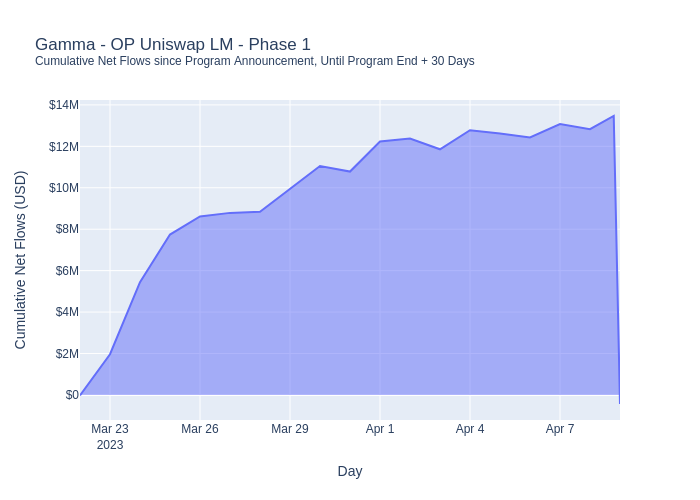 Gamma - OP Uniswap LM - Phase 1
Cumulative Net Flows since Program Announcement, Until Program End + 30 Days
$14M
$12M
$10M
$8M
$6M
$4M
$2M
$0
Cumulative Net Flows (USD)
Mar 23
2023
Mar 26
Mar 29
Apr 1
Apr 4
Apr 7
Day